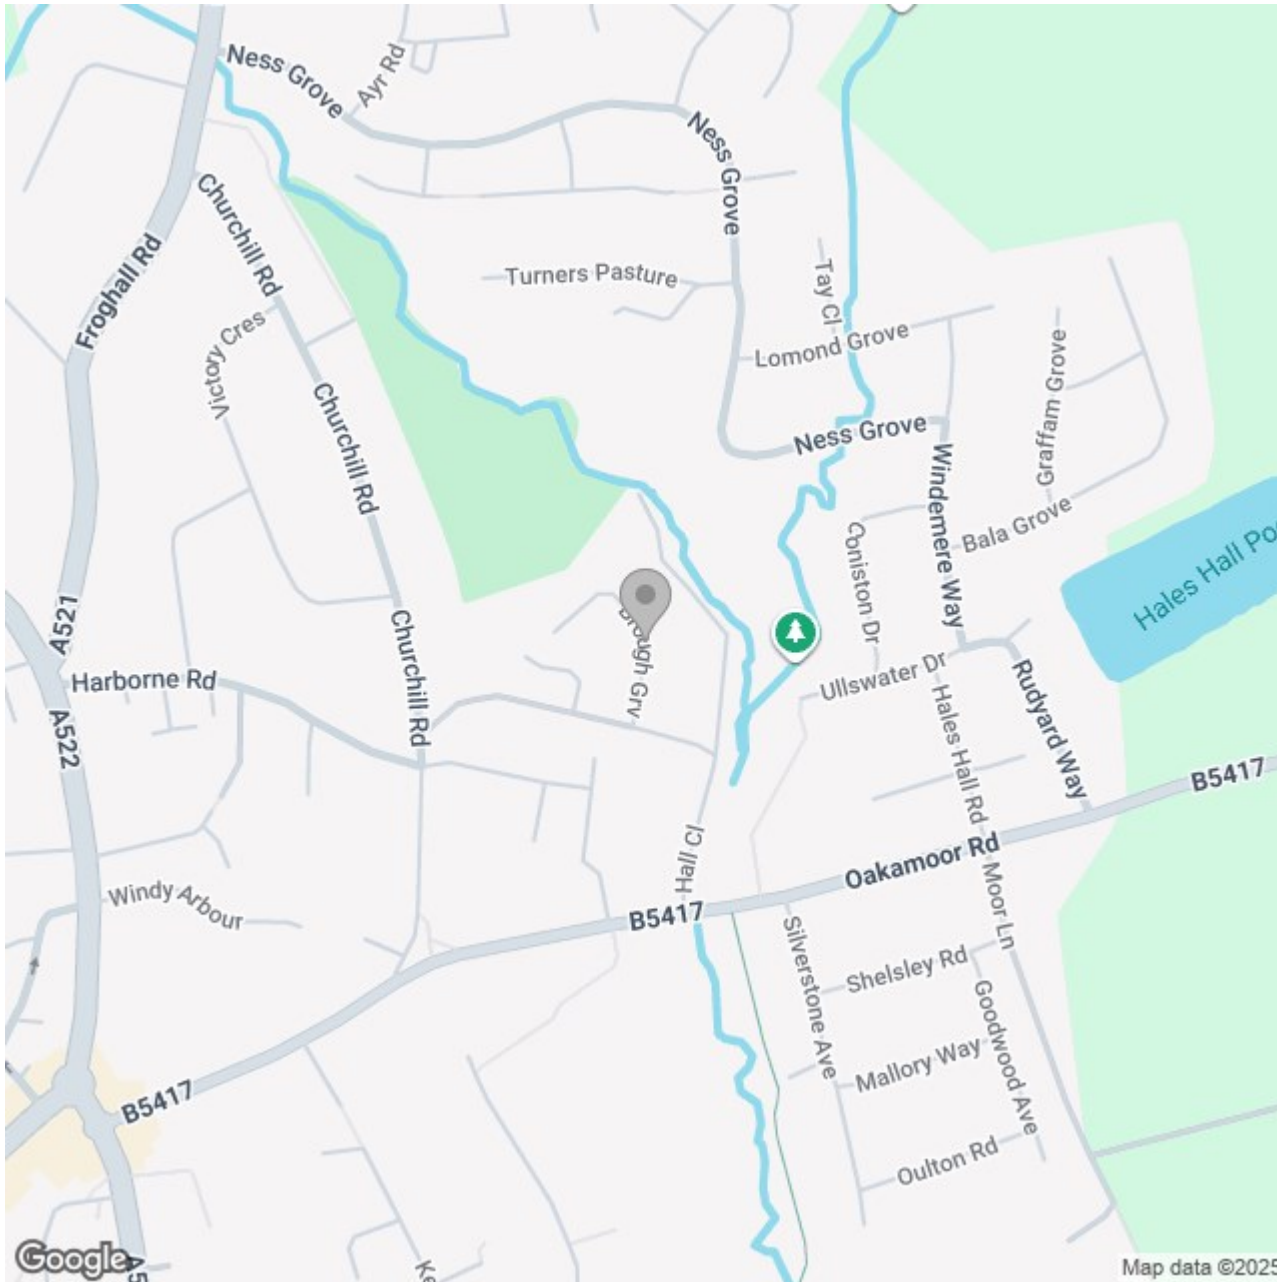 Ness Grove
Ayr Rd
Ness Grove
Churchill Rd
Froghall Rd
Turners Pasture
Tay Cl
Lomond Grove
Victory Cres
Churchill Rd
Graffam Grove
Ness Grove
Windemere Way
Bala Grove
Coniston Dr
Hales Hall Po
A521
Brough Grv
Churchill Rd
Harborne Rd
Ullswater Dr
Rudyard Way
A522
Hales Hall Rd
B5417
Hall Cl
Oakamoor Rd
Windy Arbour
B5417
Moor Ln
Silverstone Ave
Shelsley Rd
Goodwood Ave
Mallory Way
B5417
Oulton Rd
Google
A5
Ke
Map data ©2025